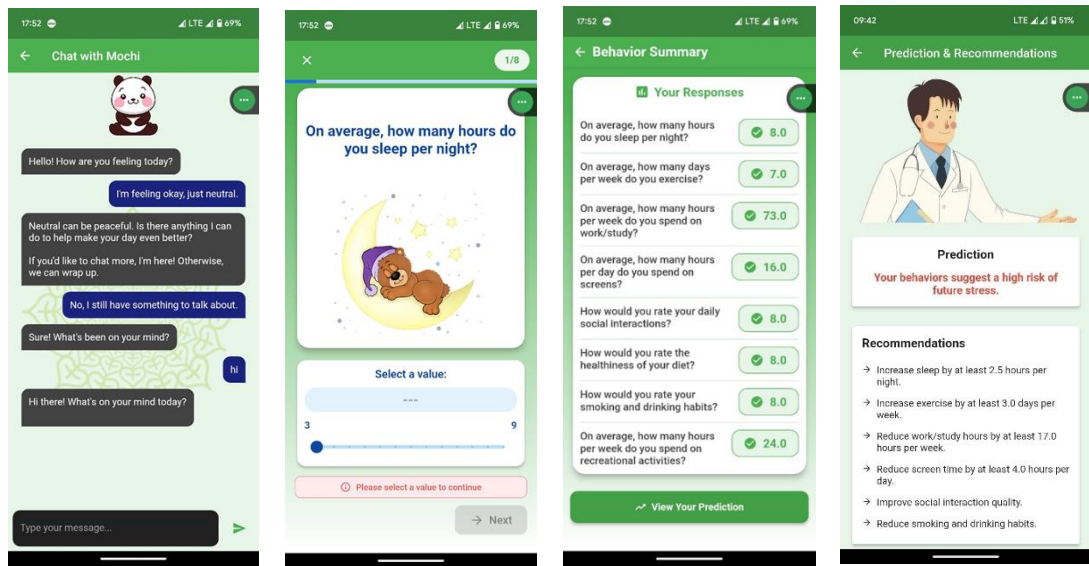 17:52
LTE 69%
Chat with Mochi
Hello! How are you feeling today?
I'm feeling okay, just neutral.
Neutral can be peaceful. Is there anything I can
do to help make your day even better?
If you'd like to chat more, I'm here! Otherwise,
we can wrap up.
No, I still have something to talk about.
Sure! What's been on your mind?
hi
Hi there! What's on your mind today?
Type your message...
17:52
LTE 69%
1/8
On average, how many hours do
you sleep per night?
Select a value:
---
3 9
Please select a value to continue
Next
17:52
LTE 69%
Behavior Summary
Your Responses
On average, how many hours
do you sleep per night?
8.0
On average, how many days
per week do you exercise?
7.0
On average, how many hours
per week do you spend on
work/study?
73.0
On average, how many hours
per day do you spend on
screens?
16.0
How would you rate your daily
social interactions?
8.0
How would you rate the
healthiness of your diet?
8.0
How would you rate your
smoking and drinking habits?
8.0
On average, how many hours
per week do you spend on
recreational activities?
24.0
View Your Prediction
09:42
LTE 51%
Prediction & Recommendations
Prediction
Your behaviors suggest a high risk of
future stress.
Recommendations
→ Increase sleep by at least 2.5 hours per
night.
→ Increase exercise by at least 3.0 days per
week.
→ Reduce work/study hours by at least 17.0
hours per week.
→ Reduce screen time by at least 4.0 hours per
day.
→ Improve social interaction quality.
→ Reduce smoking and drinking habits.